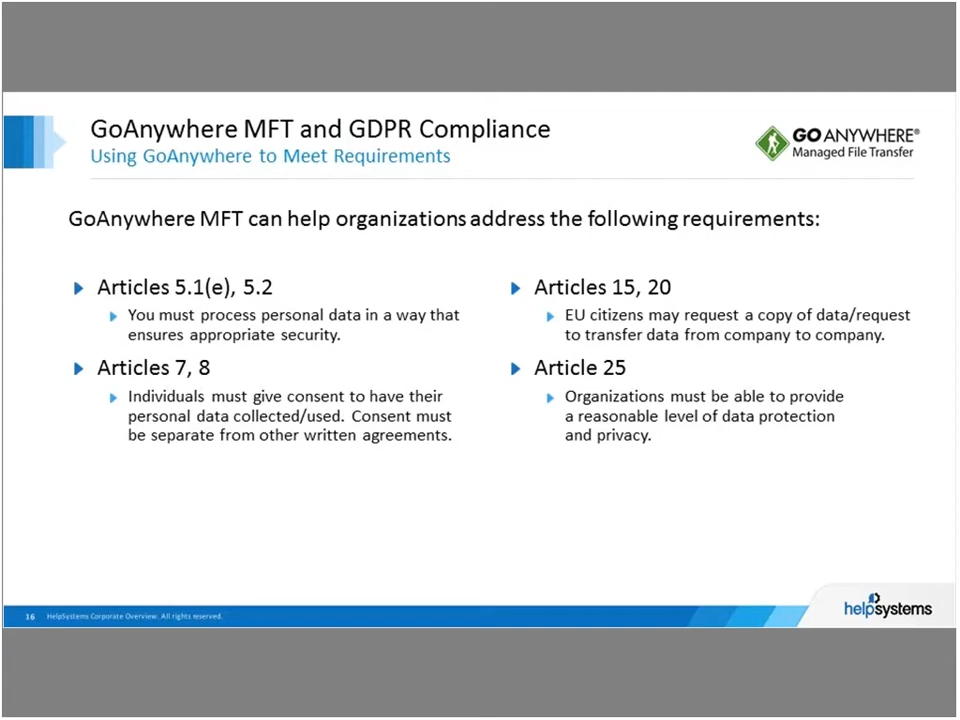 GoAnywhere MFT and GDPR Compliance
Using GoAnywhere to Meet Requirements
GO ANYWHERE®
Managed File Transfer
GoAnywhere MFT can help organizations address the following requirements:
Articles 5.1(e), 5.2
You must process personal data in a way that
ensures appropriate security.
Articles 7, 8
Individuals must give consent to have their
personal data collected/used. Consent must
be separate from other written agreements.
Articles 15, 20
EU citizens may request a copy of data/request
to transfer data from company to company.
Article 25
Organizations must be able to provide
a reasonable level of data protection
and privacy.
16 HelpSystems Corporate Overview. All rights reserved.
helpsystems